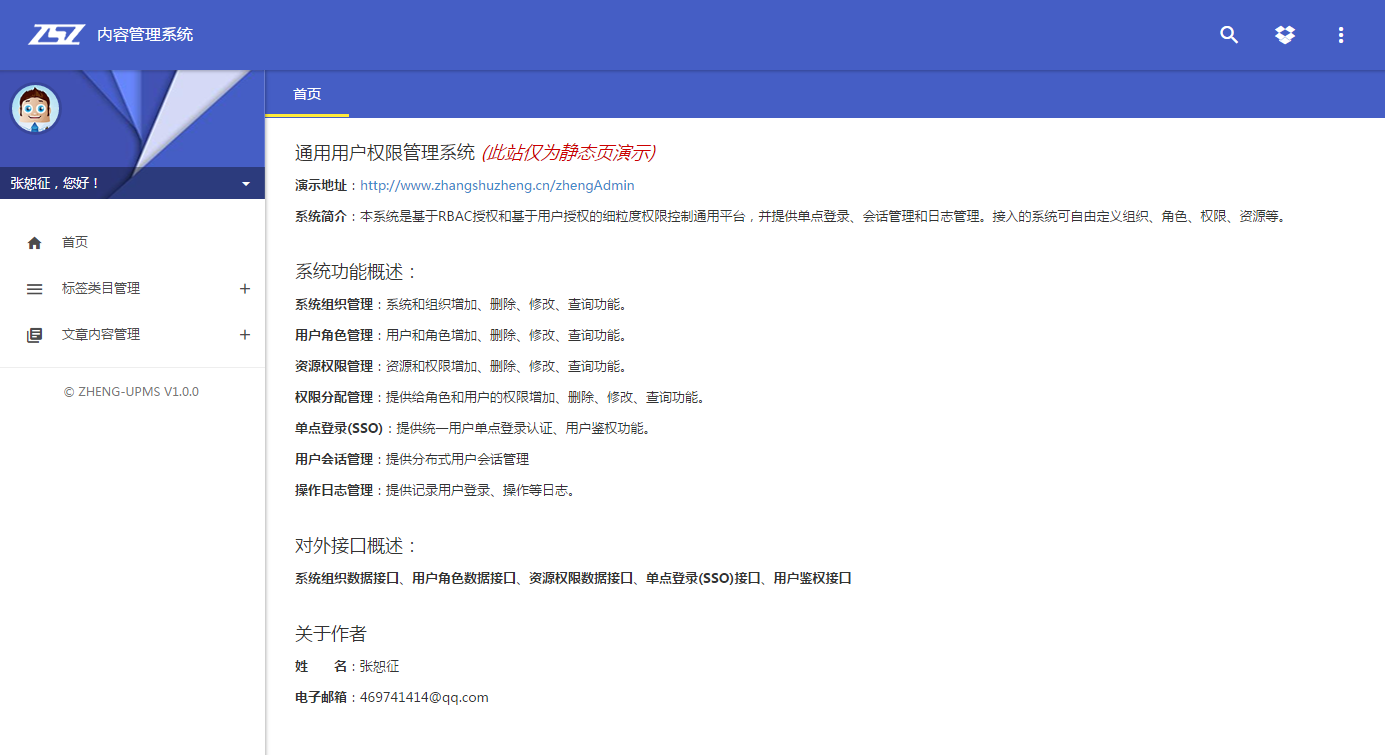 ZSZ 内容管理系统
首页
张恕征，您好！
首页
标签类目管理
文章内容管理
© ZHENG-UPMS V1.0.0
通用用户权限管理系统 (此站仅为静态页演示)
演示地址：http://www.zhangshuzheng.cn/zhengAdmin
系统简介：本系统是基于RBAC授权和基于用户授权的细粒度权限控制通用平台，并提供单点登录、会话管理和日志管理。接入的系统可自由定义组织、角色、权限、资源等。
系统功能概述：
系统组织管理：系统和组织增加、删除、修改、查询功能。
用户角色管理：用户和角色增加、删除、修改、查询功能。
资源权限管理：资源和权限增加、删除、修改、查询功能。
权限分配管理：提供给角色和用户的权限增加、删除、修改、查询功能。
单点登录(SSO)：提供统一用户单点登录认证、用户鉴权功能。
用户会话管理：提供分布式用户会话管理
操作日志管理：提供记录用户登录、操作等日志。
对外接口概述：
系统组织数据接口、用户角色数据接口、资源权限数据接口、单点登录(SSO)接口、用户鉴权接口
关于作者
姓　　名：张恕征
电子邮箱：469741414@qq.com